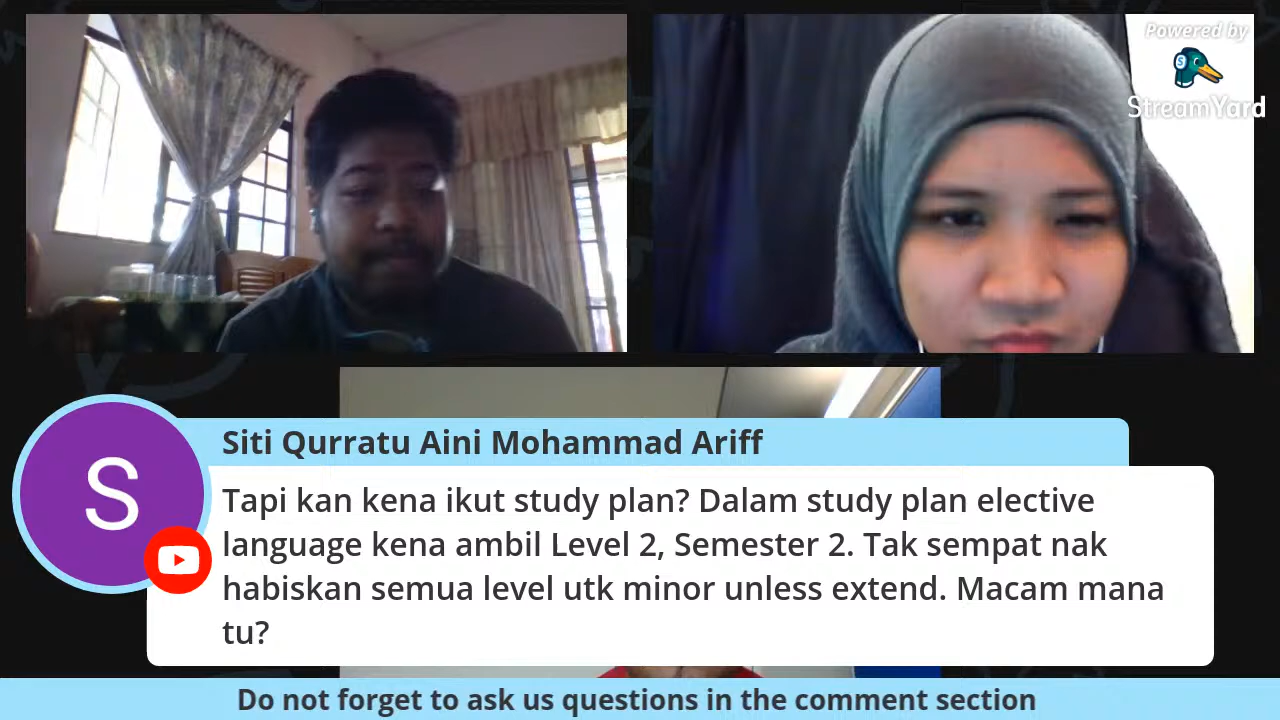 Powered by
StreamYard
Siti Qurratu Aini Mohammad Ariff
S
Tapi kan kena ikut study plan? Dalam study plan elective
language kena ambil Level 2, Semester 2. Tak sempat nak
habiskan semua level utk minor unless extend. Macam mana
tu?
Do not forget to ask us questions in the comment section